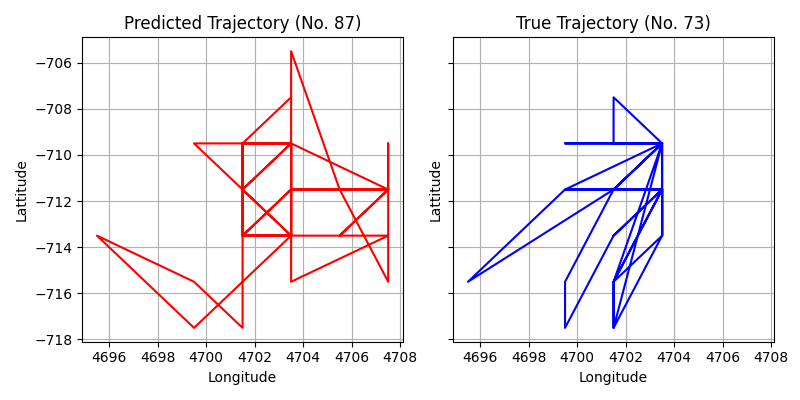 Predicted Trajectory (No. 87)
True Trajectory (No. 73)
Lattitude
−706
−708
−710
−712
−714
−716
−718
4696 4698 4700 4702 4704 4706 4708
Longitude
Lattitude
4696 4698 4700 4702 4704 4706 4708
Longitude